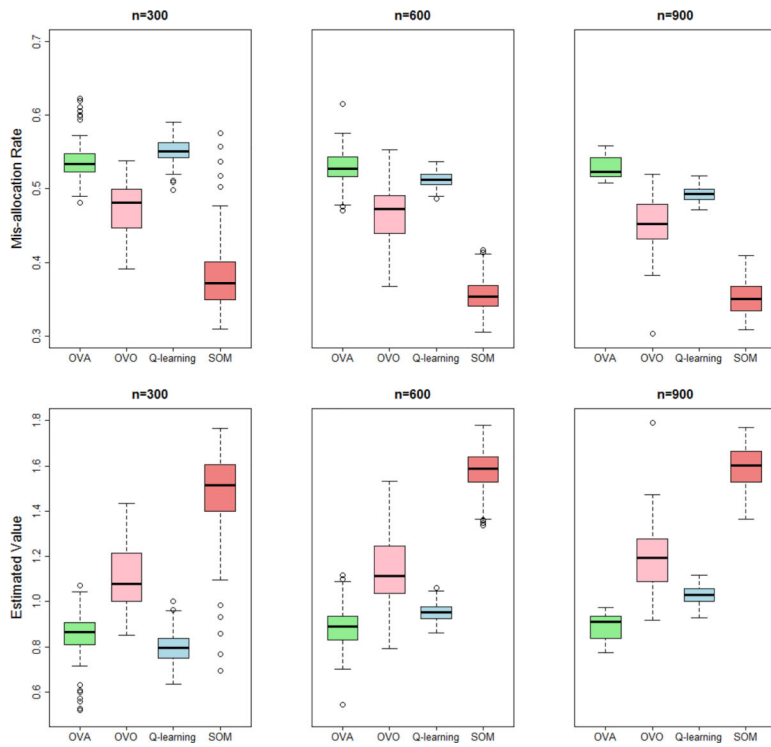 n=300
n=600
n=900
Mis-allocation Rate
0.7
0.6
0.5
0.4
0.3
OVA OVO Q-learning SOM
OVA OVO Q-learning SOM
OVA OVO Q-learning SOM
n=300
n=600
n=900
Estimated Value
1.8
1.6
1.4
1.2
1.0
0.8
0.6
OVA OVO Q-learning SOM
OVA OVO Q-learning SOM
OVA OVO Q-learning SOM